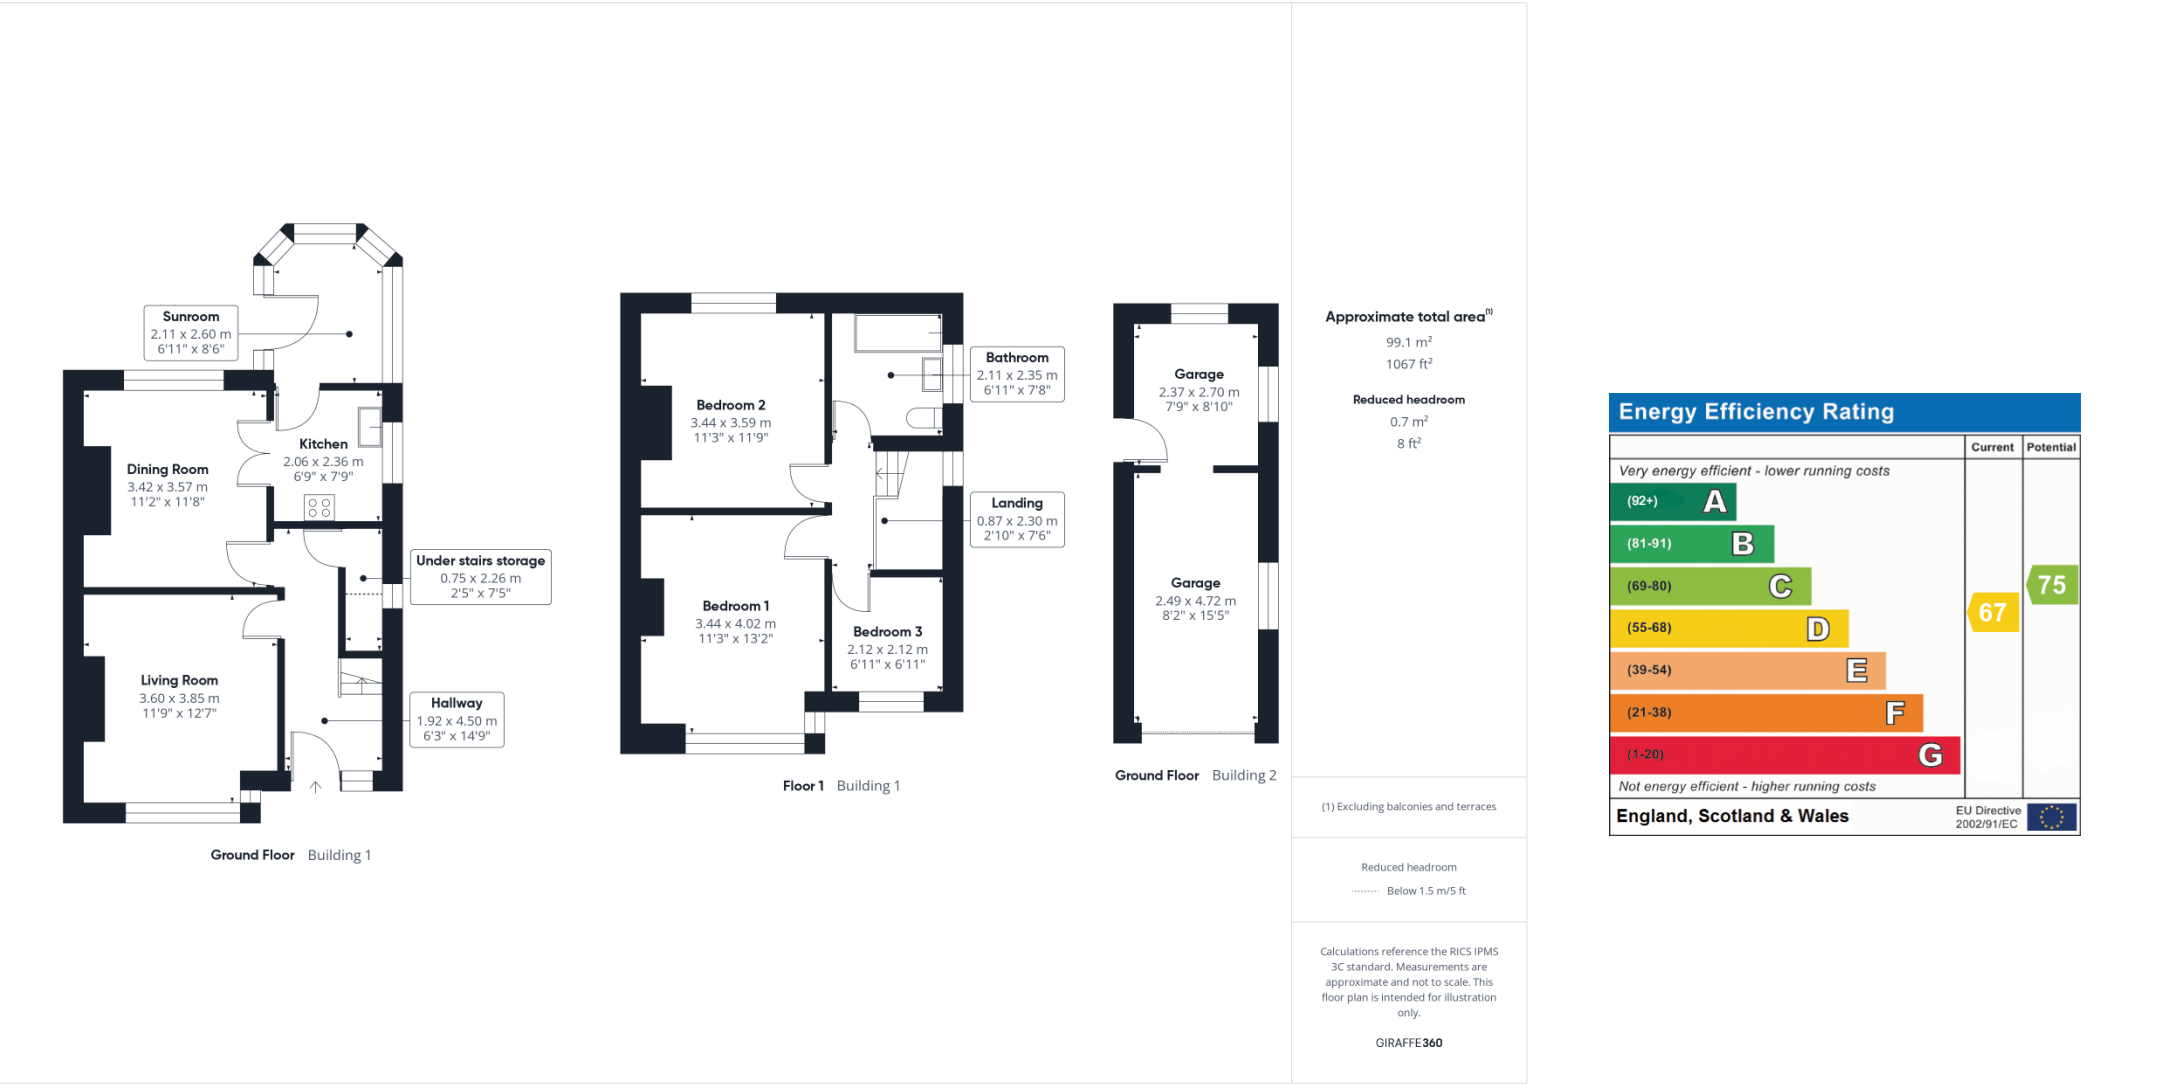 Sunroom
2.11 x 2.60 m
6'11" x 8'6"
Dining Room
3.42 x 3.57 m
11'2" x 11'8"
Kitchen
2.06 x 2.36 m
6'9" x 7'9"
Under stairs storage
0.75 x 2.26 m
2'5" x 7'5"
Living Room
3.60 x 3.85 m
11'9" x 12'7"
Hallway
1.92 x 4.50 m
6'3" x 14'9"
Ground Floor Building 1
Bedroom 2
3.44 x 3.59 m
11'3" x 11'9"
Bathroom
2.11 x 2.35 m
6'11" x 7'8"
Landing
0.87 x 2.30 m
2'10" x 7'6"
Bedroom 1
3.44 x 4.02 m
11'3" x 13'2"
Bedroom 3
2.12 x 2.12 m
6'11" x 6'11"
Floor 1 Building 1
Garage
2.37 x 2.70 m
7'9" x 8'10"
Garage
2.49 x 4.72 m
8'2" x 15'5"
Ground Floor Building 2
Approximate total area(1)
99.1 m²
1067 ft²
Reduced headroom
0.7 m²
8 ft²
(1) Excluding balconies and terraces
Reduced headroom
Below 1.5 m/5 ft
Calculations reference the RICS IPMS
3C standard. Measurements are
approximate and not to scale. This
floor plan is intended for illustration
only.
GIRAFFE360
Energy Efficiency Rating
Current Potential
Very energy efficient - lower running costs
(92+) A
(81-91) B
(69-80) C
75
(55-68) D
67
(39-54) E
(21-38) F
(1-20) G
Not energy efficient - higher running costs
England, Scotland & Wales
EU Directive
2002/91/EC